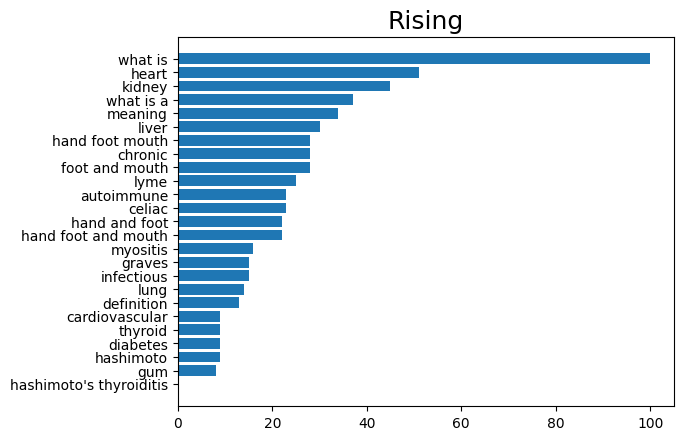 Rising
what is
heart
kidney
what is a
meaning
liver
hand foot mouth
chronic
foot and mouth
lyme
autoimmune
celiac
hand and foot
hand foot and mouth
myositis
graves
infectious
lung
definition
cardiovascular
thyroid
diabetes
hashimoto
gum
hashimoto's thyroiditis
0 20 40 60 80 100